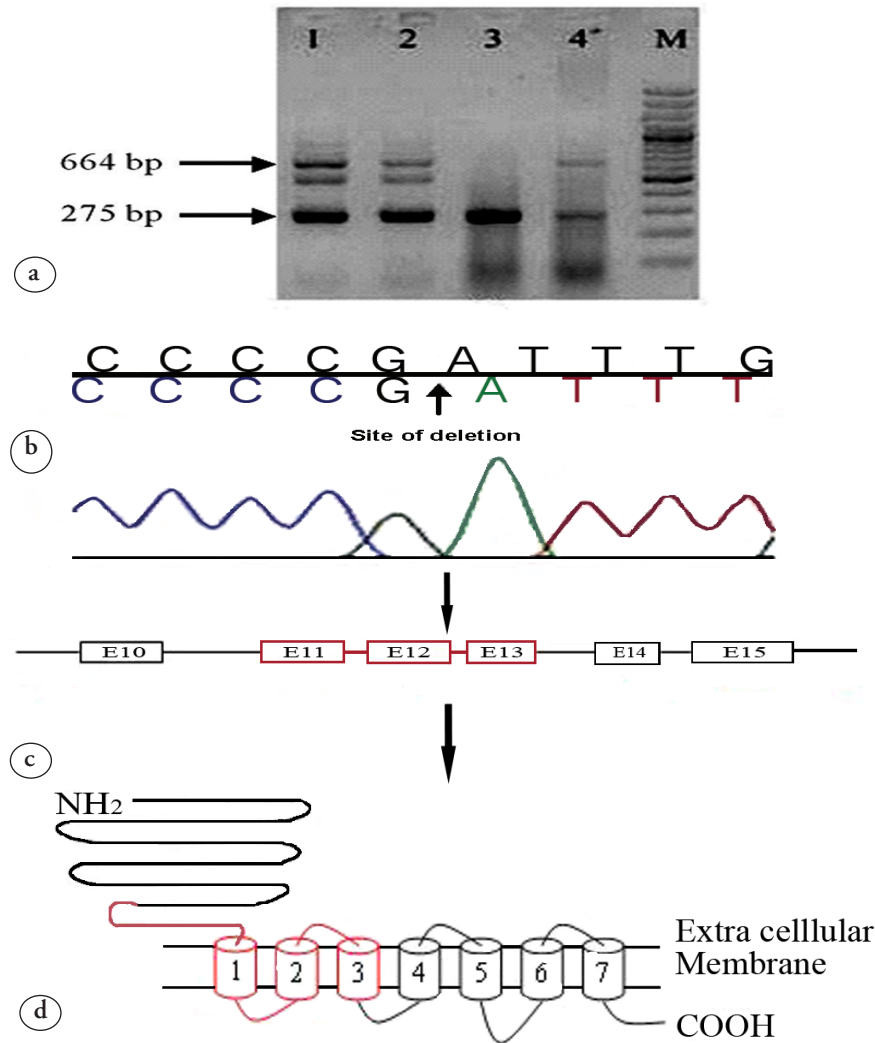 1 2 3 4 M
664 bp
275 bp
a
C C C C G A T T T G
C C C C G A T T T
Site of deletion
b
E10 E11 E12 E13 E14 E15
c
NH2
Extra celllular
Membrane
1 2 3 4 5 6 7
COOH
d